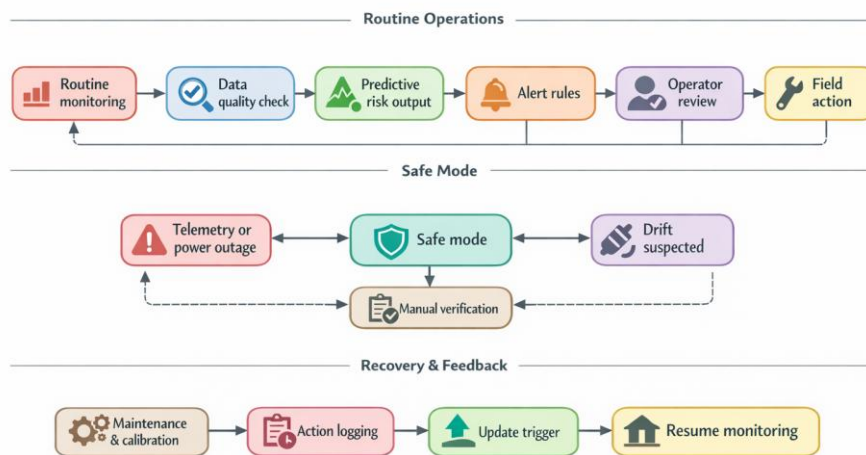 Routine Operations
Routine
monitoring
Data
quality check
Predictive
risk output
Alert rules
Operator
review
Field
action
Safe Mode
Telemetry or
power outage
Safe mode
Drift
suspected
Manual verification
Recovery & Feedback
Maintenance
& calibration
Action logging
Update trigger
Resume monitoring